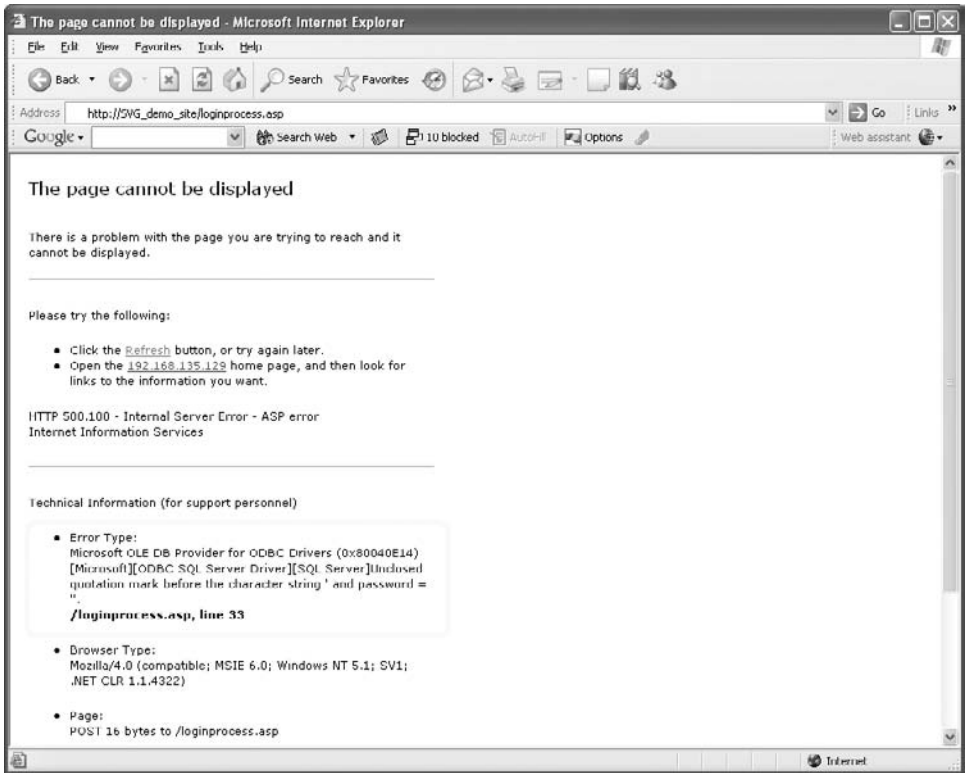 The page cannot be displayed - Microsoft Internet Explorer
File Edit View Favorites Tools Help
Back Search Favorites
Address http://SVG_demo_site/loginprocess.asp Go Links »
Google Search Web 10 blocked AutoFill Options Web assistant
The page cannot be displayed
There is a problem with the page you are trying to reach and it
cannot be displayed.
Please try the following:
• Click the Refresh button, or try again later.
• Open the 192.168.135.129 home page, and then look for
links to the information you want.
HTTP 500.100 - Internal Server Error - ASP error
Internet Information Services
Technical Information (for support personnel)
• Error Type:
Microsoft OLE DB Provider for ODBC Drivers (0x80040E14)
[Microsoft][ODBC SQL Server Driver][SQL Server]Unclosed
quotation mark before the character string ' and password =
''.
/loginprocess.asp, line 33
• Browser Type:
Mozilla/4.0 (compatible; MSIE 6.0; Windows NT 5.1; SV1;
.NET CLR 1.1.4322)
• Page:
POST 16 bytes to /loginprocess.asp
Internet